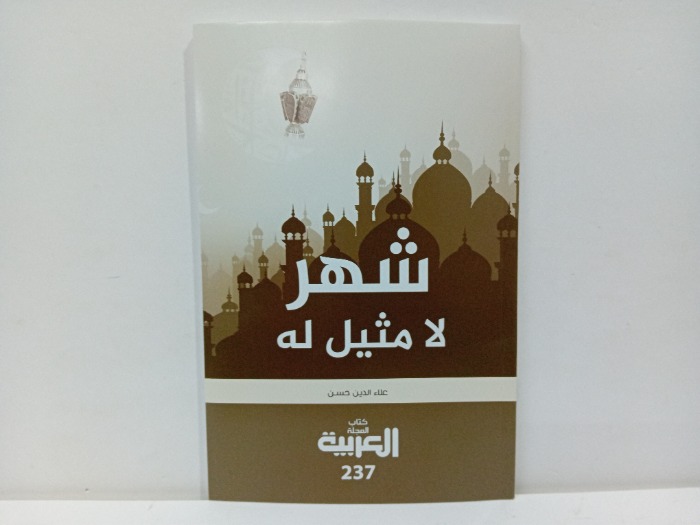 شهر
لا مثيل له
علاء الدين حسن
كتاب
المجلة
العربية
237